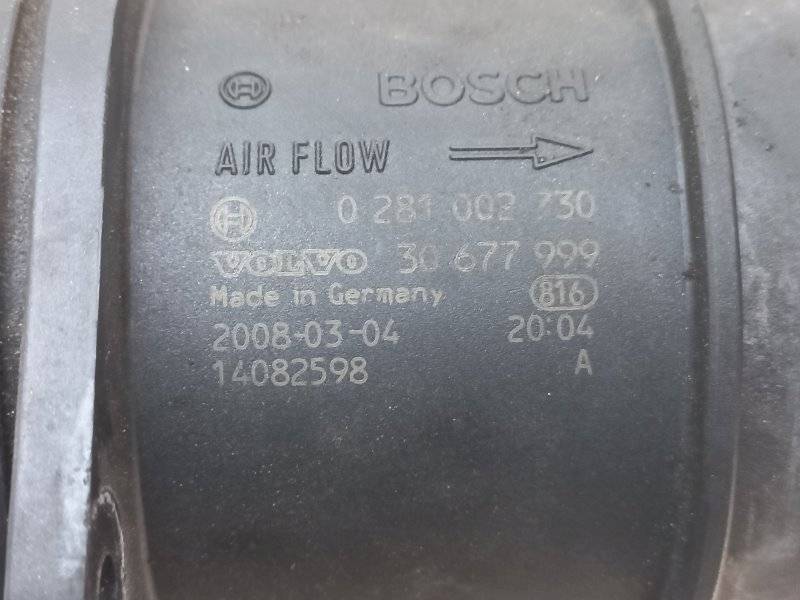 BOSCH
AIR FLOW
0 281 002 730
VOLVO 30 677 999
Made in Germany 816
2008-03-04 20:04
14082598 A